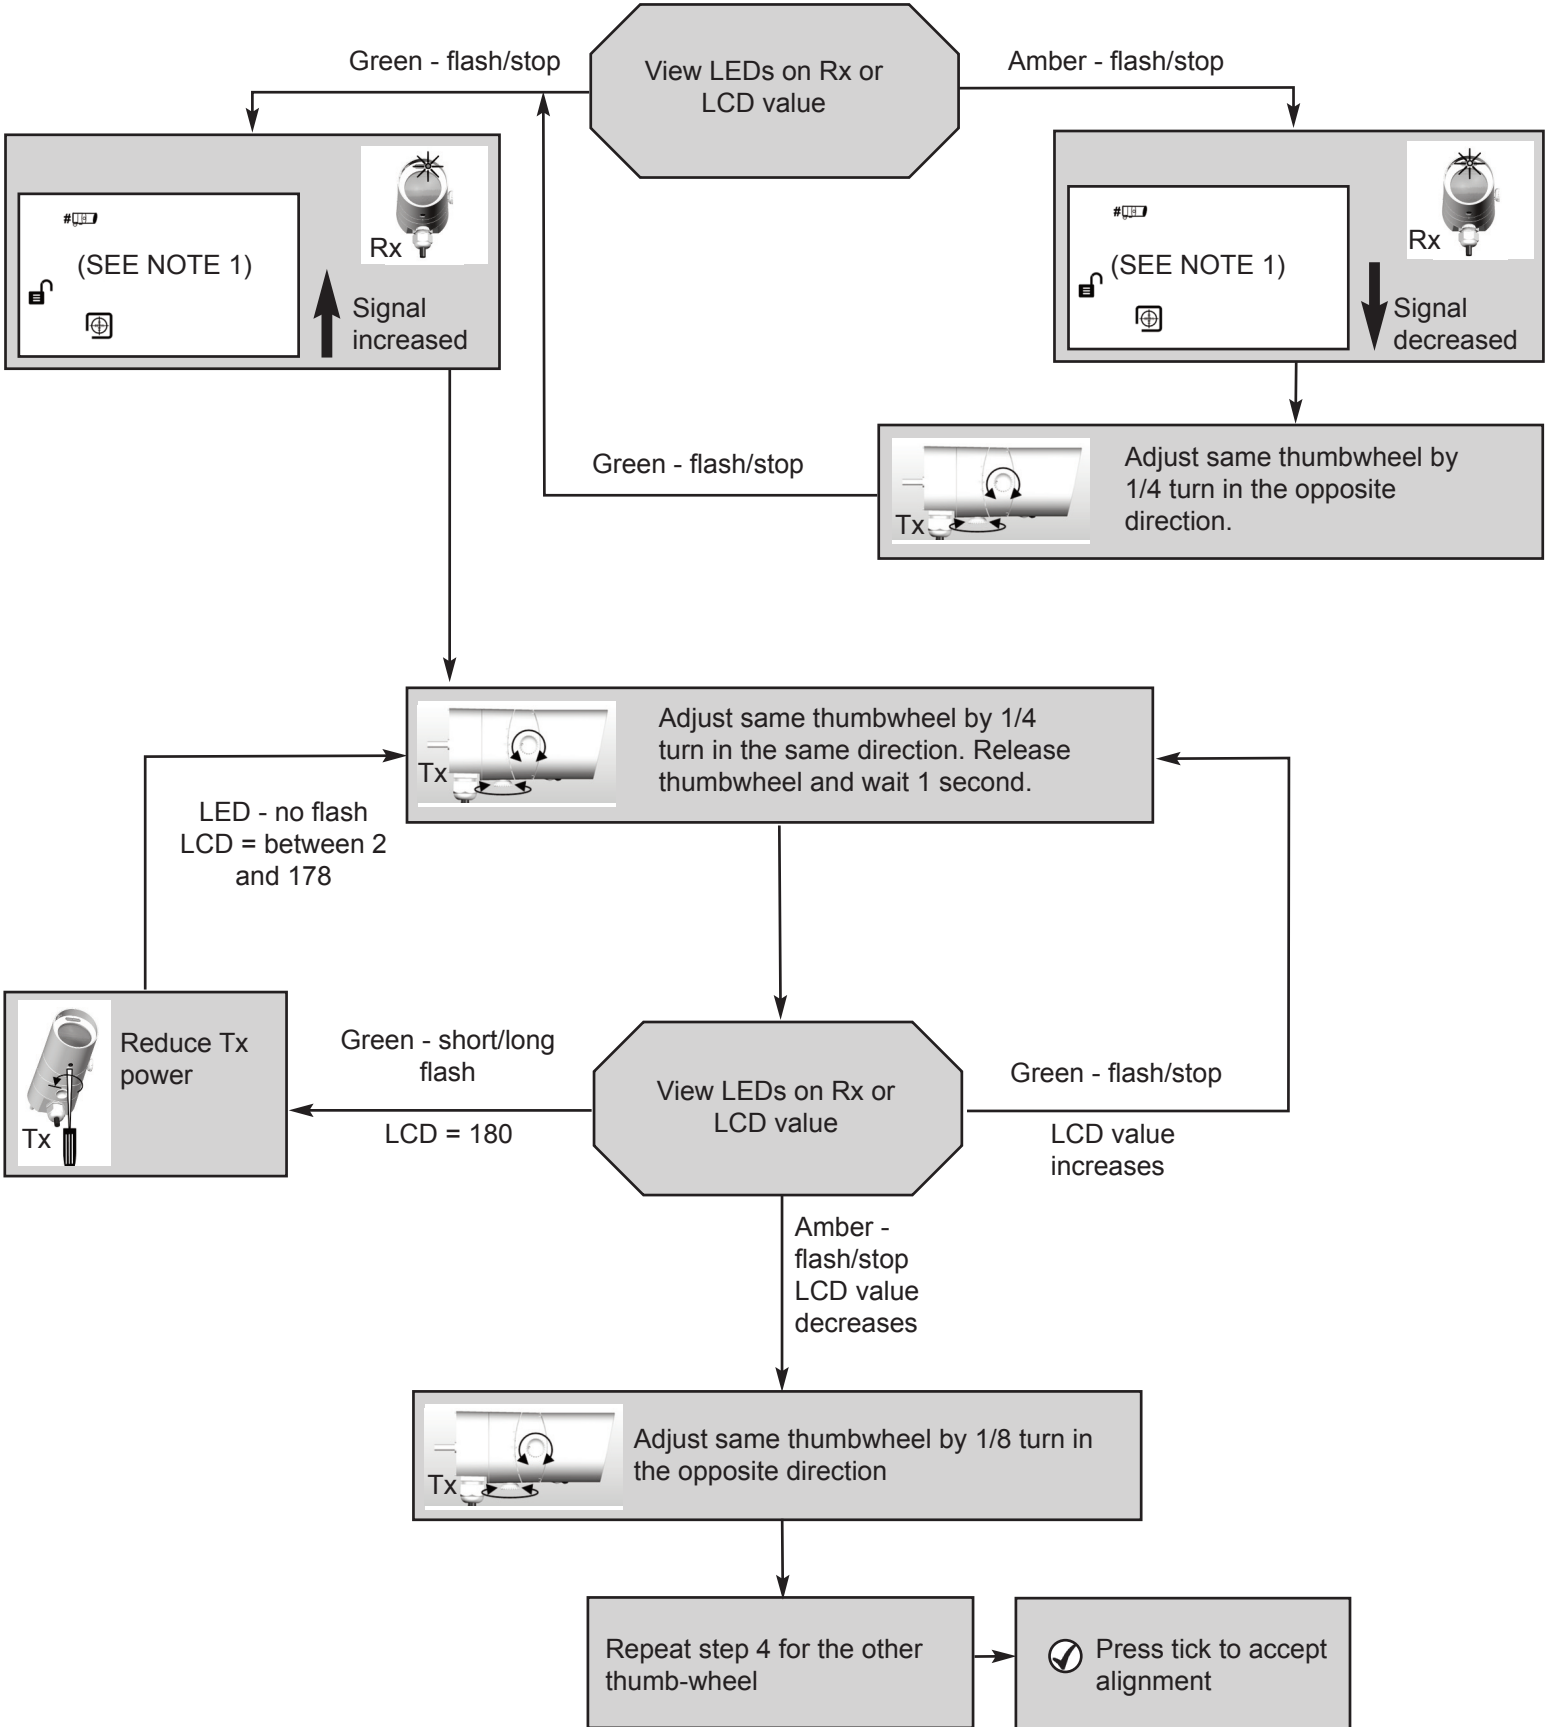 Green - flash/stop
View LEDs on Rx or
LCD value
Amber - flash/stop
#
(SEE NOTE 1)
Rx
Signal
increased
#
(SEE NOTE 1)
Rx
Signal
decreased
Green - flash/stop
Tx
Adjust same thumbwheel by
1/4 turn in the opposite
direction.
Tx
Adjust same thumbwheel by 1/4
turn in the same direction. Release
thumbwheel and wait 1 second.
LED - no flash
LCD = between 2
and 178
Tx
Reduce Tx
power
Green - short/long
flash
LCD = 180
View LEDs on Rx or
LCD value
Green - flash/stop
LCD value
increases
Amber -
flash/stop
LCD value
decreases
Tx
Adjust same thumbwheel by 1/8 turn in
the opposite direction
Repeat step 4 for the other
thumb-wheel
Press tick to accept
alignment